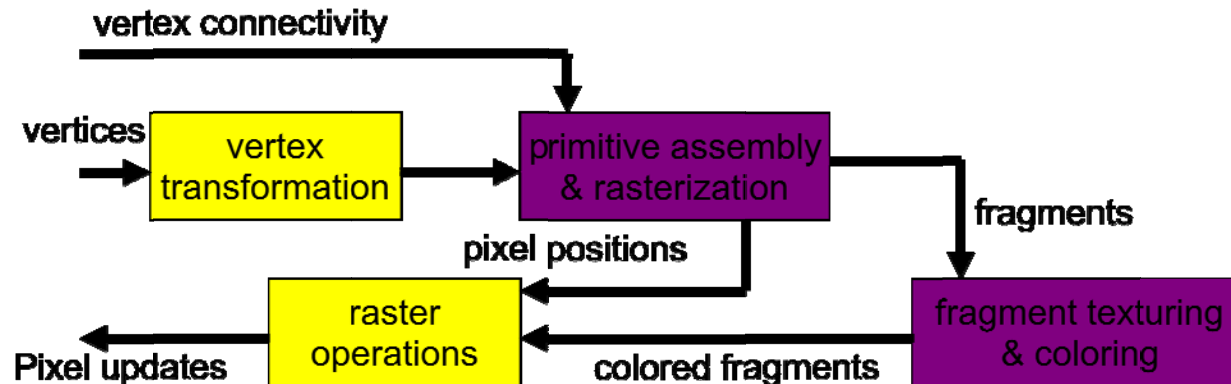 vertex connectivity
vertices
vertex
transformation
primitive assembly
& rasterization
fragments
pixel positions
raster
operations
fragment texturing
& coloring
Pixel updates
colored fragments